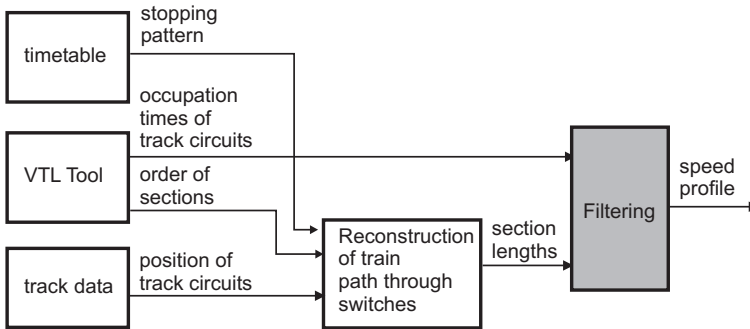 stopping
pattern
timetable
occupation
times of
track circuits
VTL Tool
order of
sections
speed
profile
Filtering
Reconstruction
of train
path through
switches
section
lengths
track data
position of
track circuits